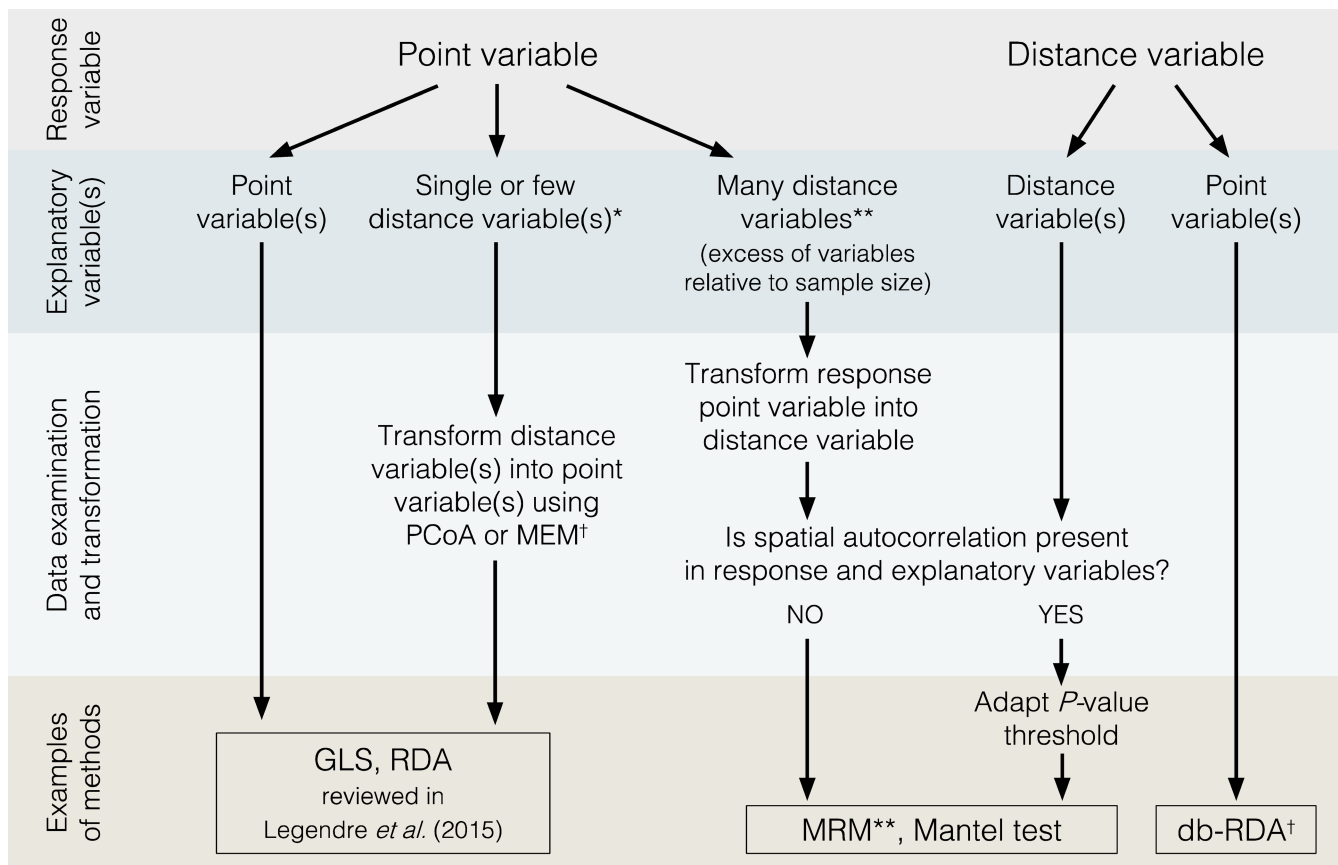 Response
variable
Point variable
Distance variable
Explanatory
variable(s)
Point
variable(s)
Single or few
distance variable(s)*
Many distance
variables**
(excess of variables
relative to sample size)
Distance
variable(s)
Point
variable(s)
Data examination
and transformation
Transform distance
variable(s) into point
variable(s) using
PCoA or MEM†
Transform response
point variable into
distance variable
Is spatial autocorrelation present
in response and explanatory variables?
NO
YES
Examples
of methods
Adapt P-value
threshold
GLS, RDA
reviewed in
Legendre et al. (2015)
MRM**, Mantel test
db-RDA†